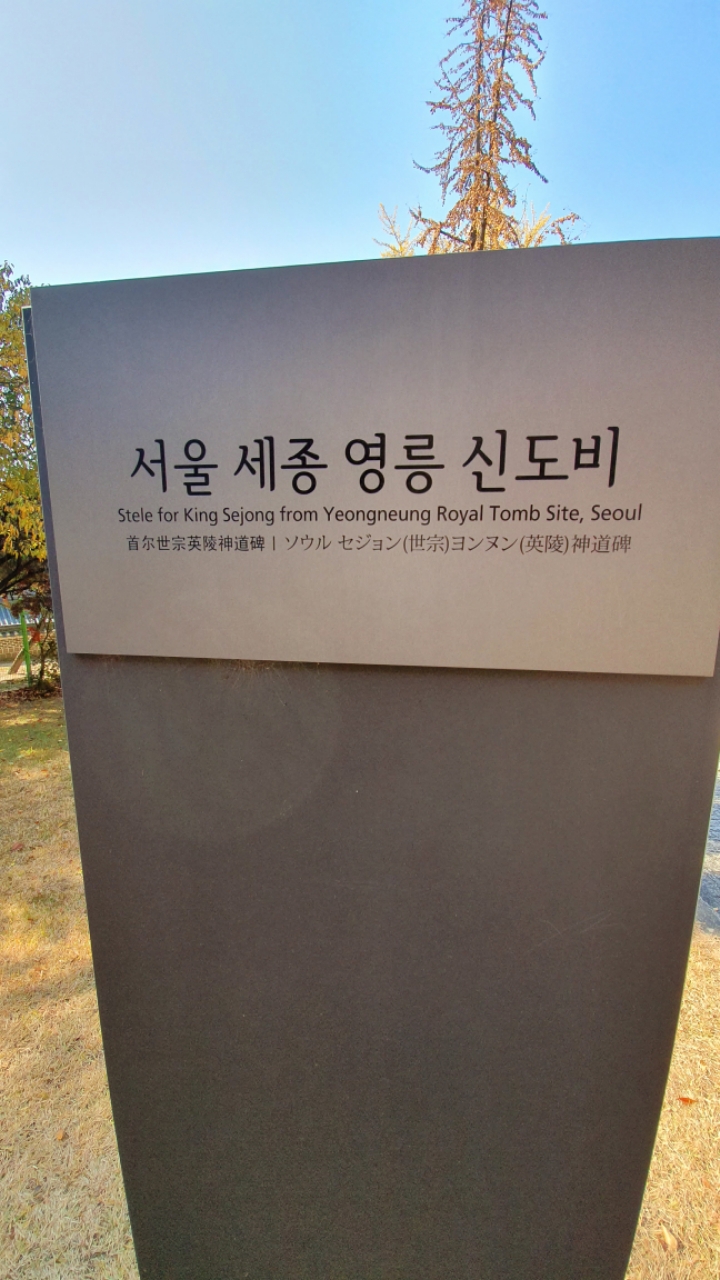 서울 세종 영릉 신도비
Stele for King Sejong from Yeongneung Royal Tomb Site, Seoul
首尔世宗英陵神道碑 | ソウル セジョン(世宗)ヨンヌン(英陵)神道碑